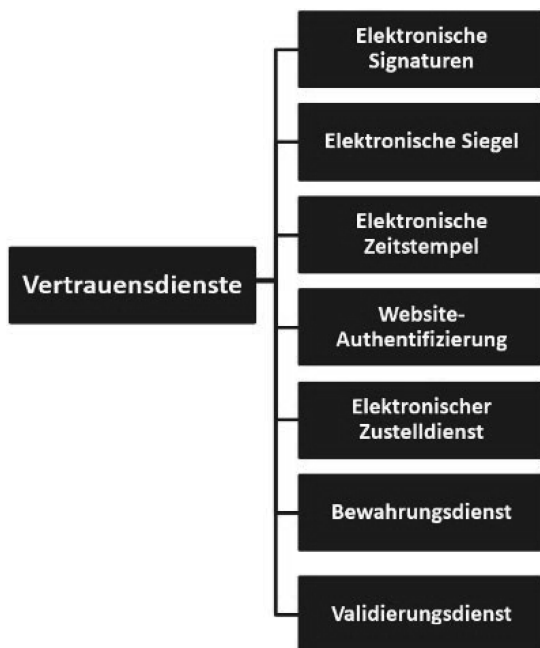 Vertrauensdienste
Elektronische
Signaturen
Elektronische Siegel
Elektronische
Zeitstempel
Website-
Authentifizierung
Elektronischer
Zustelldienst
Bewahrungsdienst
Validierungsdienst